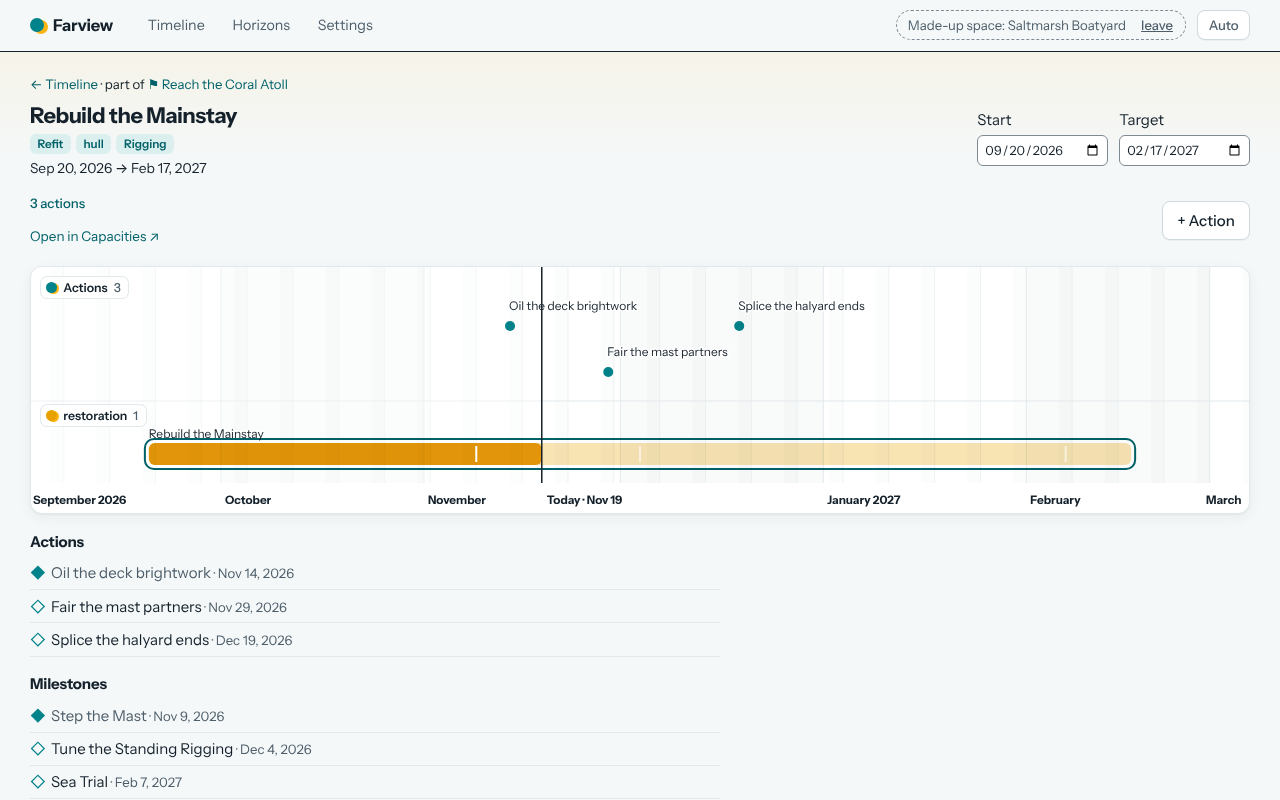 Farview Timeline Horizons Settings Made-up space: Saltmarsh Boatyard leave Auto
← Timeline · part of ⚑ Reach the Coral Atoll
Rebuild the Mainstay
Refit hull Rigging
Sep 20, 2026 → Feb 17, 2027
Start Target
09/20/2026 02/17/2027
3 actions
+ Action
Open in Capacities ↗
Actions 3
Oil the deck brightwork Splice the halyard ends
Fair the mast partners
restoration 1
Rebuild the Mainstay
September 2026 October November Today · Nov 19 January 2027 February March
Actions
Oil the deck brightwork · Nov 14, 2026
Fair the mast partners · Nov 29, 2026
Splice the halyard ends · Dec 19, 2026
Milestones
Step the Mast · Nov 9, 2026
Tune the Standing Rigging · Dec 4, 2026
Sea Trial · Feb 7, 2027